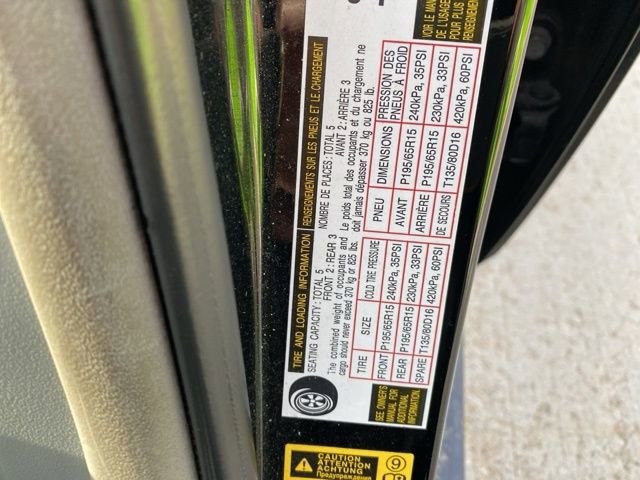 TIRE AND LOADING INFORMATION
SEATING CAPACITY:TOTAL 5
FRONT 2:REAR 3
The combined weight of occupants and
cargo should never exceed 370 kg or 825 lbs.
TIRE SIZE COLD TIRE PRESSURE
FRONT P195/65R15 240kPa, 35PSI
REAR P195/65R15 230kPa, 33PSI
SPARE T135/80D16 420kPa, 60PSI
SEE OWNER'S
MANUAL FOR
ADDITIONAL
INFORMATION.
RENSEIGNEMENTS SUR LES PNEUS ET LE CHARGEMENT
NOMBRE DE PLACES:TOTAL 5
AVANT 2:ARRIÈRE 3
Le poids total des occupants et du chargement ne
doit jamais dépasser 370 kg ou 825 lb.
PNEU DIMENSIONS PRESSION DES
PNEUS À FROID
AVANT P195/65R15 240kPa, 35PSI
ARRIÈRE P195/65R15 230kPa, 33PSI
DE SECOURS T135/80D16 420kPa, 60PSI
VOIR LE
DE L'USAGER
POUR PLUS
RENSEIGNEMENTS
CAUTION
ATTENTION
ACHTUNG
Предупреждение
9